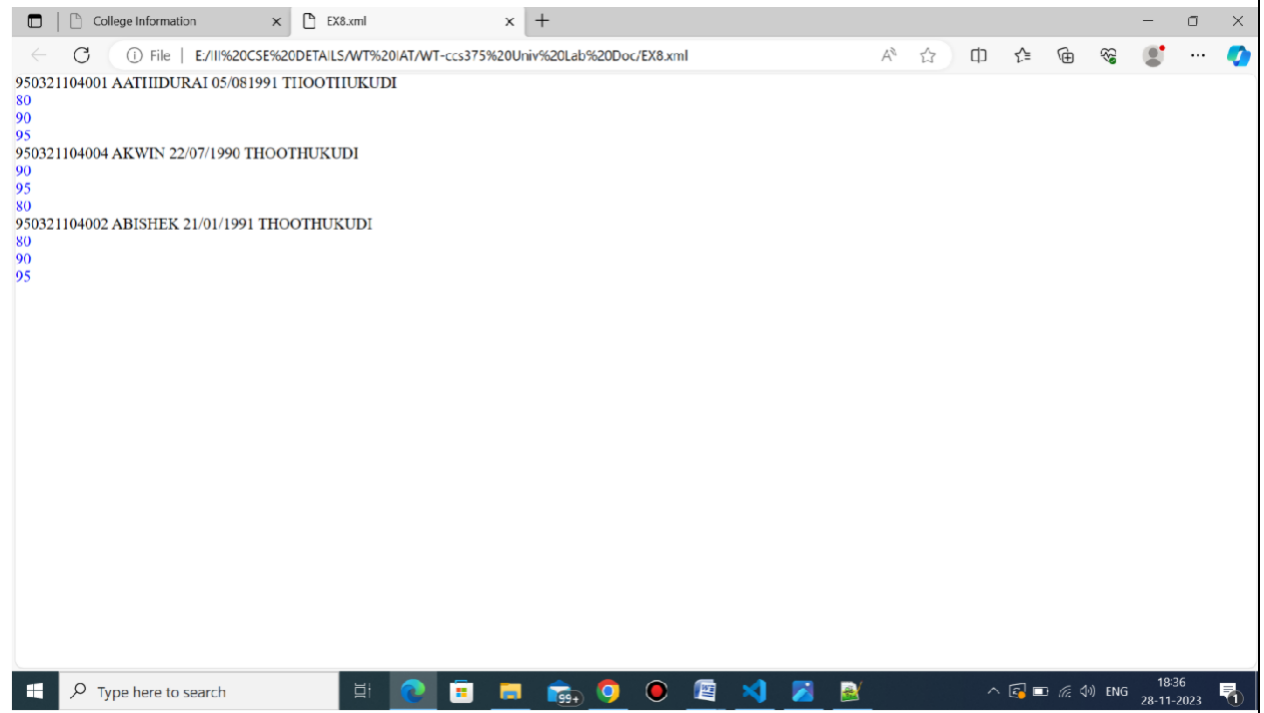 College Information
EX8.xml
File | E:/III%20CSE%20DETAILS/WT%20IAT/WT-ccs375%20Univ%20Lab%20Doc/EX8.xml
950321104001 AATHIDURAI 05/081991 THOOTHUKUDI
80
90
95
950321104004 AKWIN 22/07/1990 THOOTHUKUDI
90
95
80
950321104002 ABISHEK 21/01/1991 THOOTHUKUDI
80
90
95
Type here to search
99+
ENG
18:36
28-11-2023
1